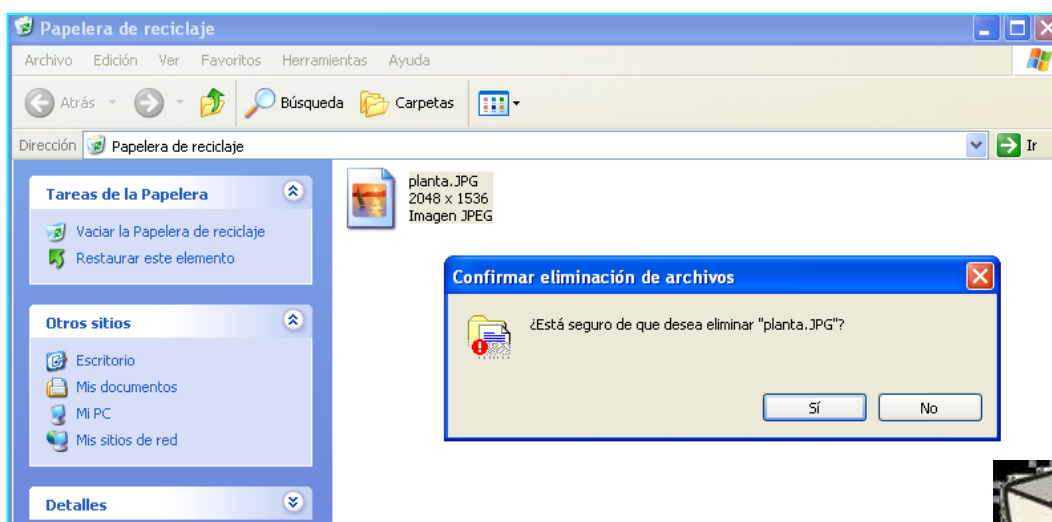 Papelera de reciclaje
Archivo Edición Ver Favoritos Herramientas Ayuda
Atrás Búsqueda Carpetas
Dirección Papelera de reciclaje Ir
Tareas de la Papelera
Vaciar la Papelera de reciclaje
Restaurar este elemento
Otros sitios
Escritorio
Mis documentos
Mi PC
Mis sitios de red
Detalles
planta.JPG
2048 x 1536
Imagen JPEG
Confirmar eliminación de archivos
¿Está seguro de que desea eliminar "planta.JPG"?
Sí No